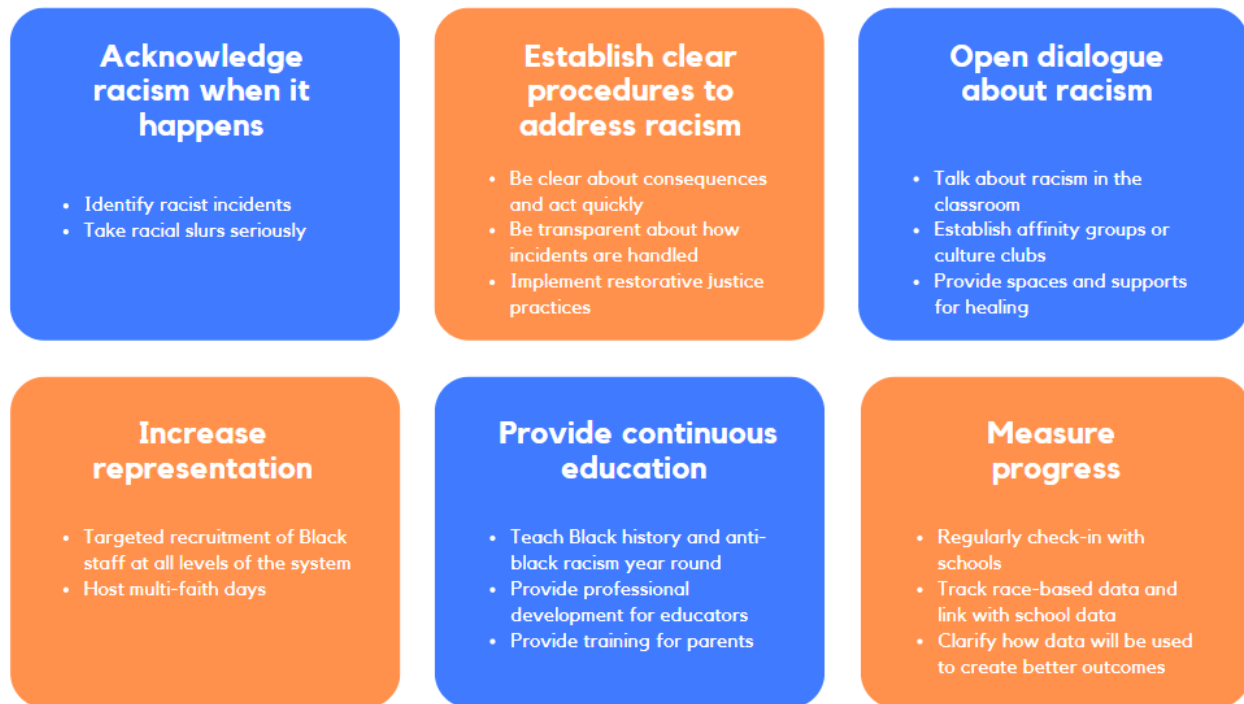 Acknowledge
racism when it
happens
• Identify racist incidents
• Take racial slurs seriously
Establish clear
procedures to
address racism
• Be clear about consequences
and act quickly
• Be transparent about how
incidents are handled
• Implement restorative justice
practices
Open dialogue
about racism
• Talk about racism in the
classroom
• Establish affinity groups or
culture clubs
• Provide spaces and supports
for healing
Increase
representation
• Targeted recruitment of Black
staff at all levels of the system
• Host multi-faith days
Provide continuous
education
• Teach Black history and anti-
black racism year round
• Provide professional
development for educators
• Provide training for parents
Measure
progress
• Regularly check-in with
schools
• Track race-based data and
link with school data
• Clarify how data will be used
to create better outcomes